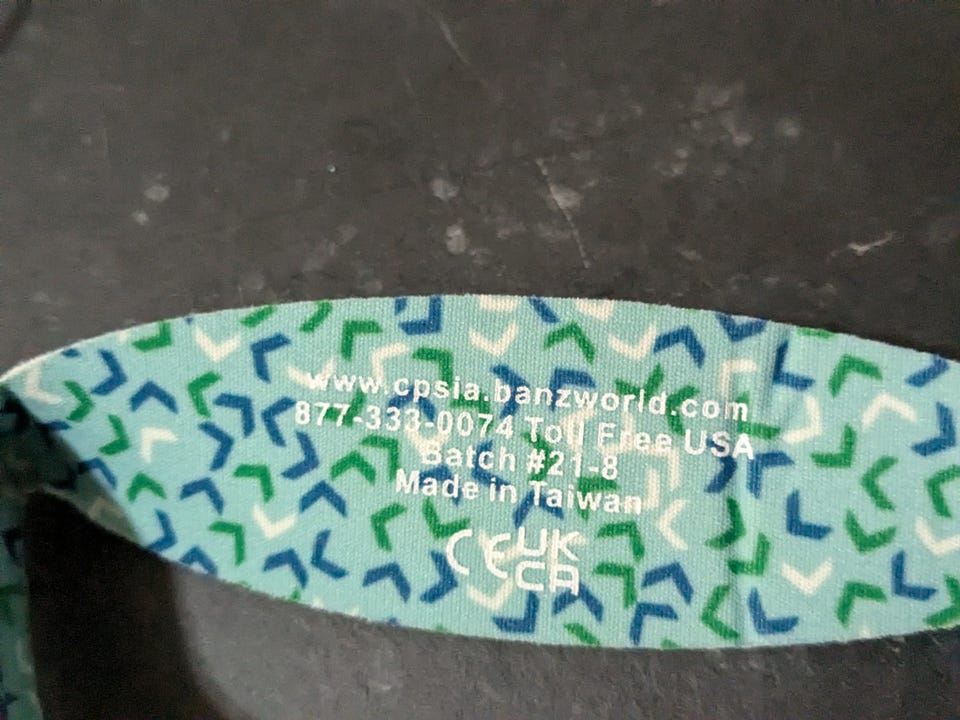 www.cpsia.banzworld.com
877-333-0074 Toll Free USA
Batch #21-8
Made in Taiwan
CE UK
CA